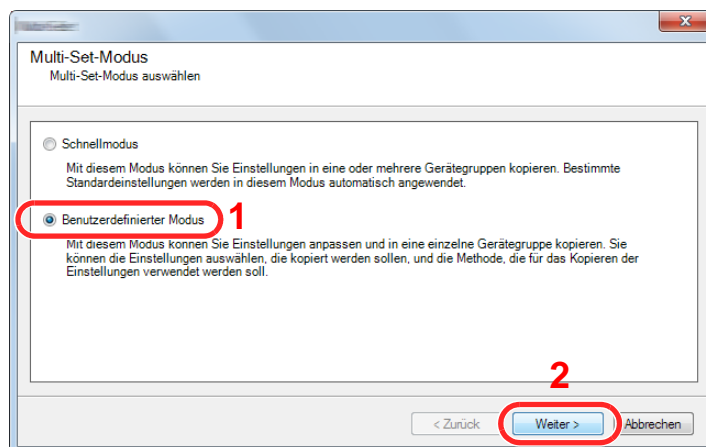 Multi-Set-Modus
Multi-Set-Modus auswählen
Schnellmodus
Mit diesem Modus können Sie Einstellungen in eine oder mehrere Gerätegruppen kopieren. Bestimmte
Standardeinstellungen werden in diesem Modus automatisch angewendet.
Benutzerdefinierter Modus 1
Mit diesem Modus können Sie Einstellungen anpassen und in eine einzelne Gerätegruppe kopieren. Sie
können die Einstellungen auswählen, die kopiert werden sollen, und die Methode, die für das Kopieren der
Einstellungen verwendet werden soll.
2
< Zurück Weiter > Abbrechen